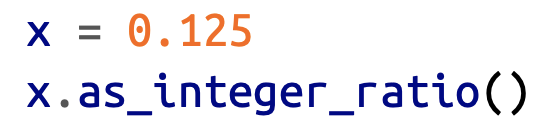 x = 0.125
x.as_integer_ratio()